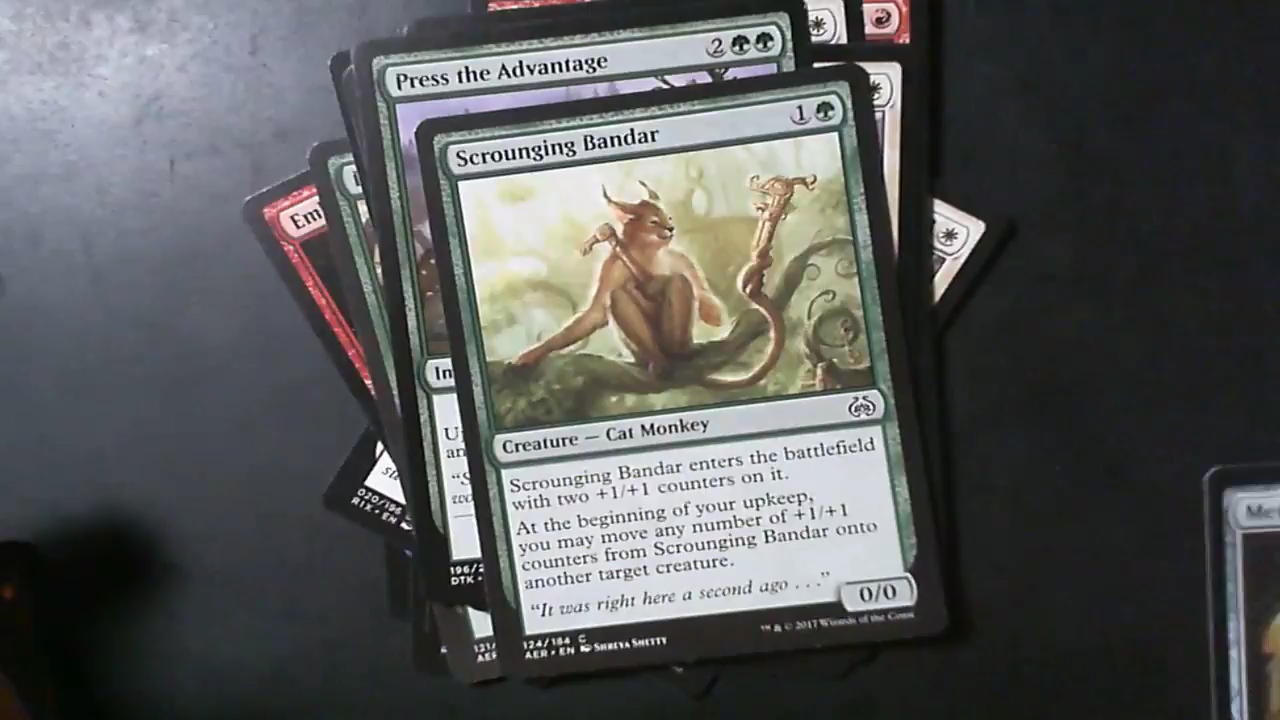 Press the Advantage
2
Scrounging Bandar
1
Em
In
Creature — Cat Monkey
Scrounging Bandar enters the battlefield
with two +1/+1 counters on it.
At the beginning of your upkeep,
you may move any number of +1/+1
counters from Scrounging Bandar onto
another target creature.
"It was right here a second ago . . ."
0/0
124/184 C
AER • EN Shreya Shetty
™ & © 2017 Wizards of the Coast
020/196
RIX • EN
196/2
DTK •
121/
AER